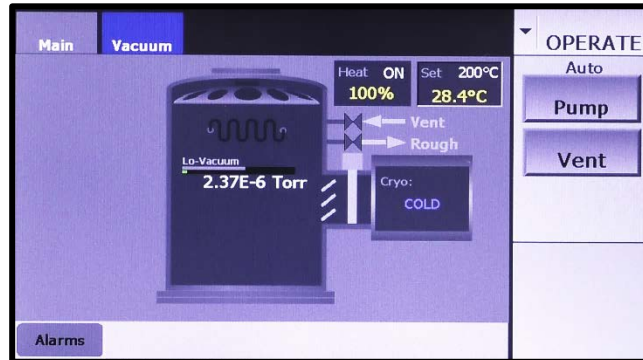 Main
Vacuum
OPERATE
Auto
Pump
Vent
Heat ON
100%
Set 200°C
28.4°C
Vent
Rough
Lo-Vacuum
2.37E-6 Torr
Cryo:
COLD
Alarms